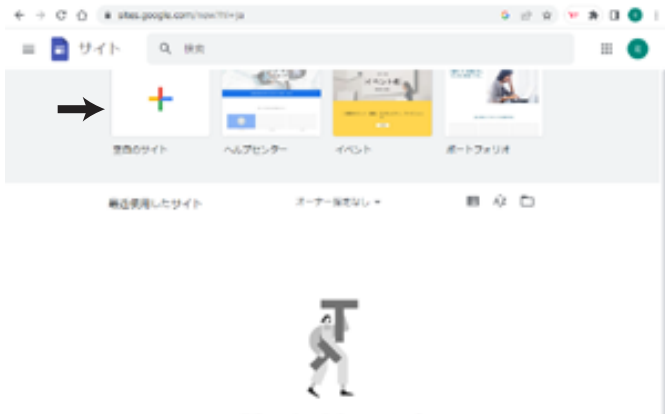 sites.google.com/new?hl=ja
サイト
検索
空白のサイト
ヘルプセンター
イベント
ポートフォリオ
最近使用したサイト
オーナー指定なし